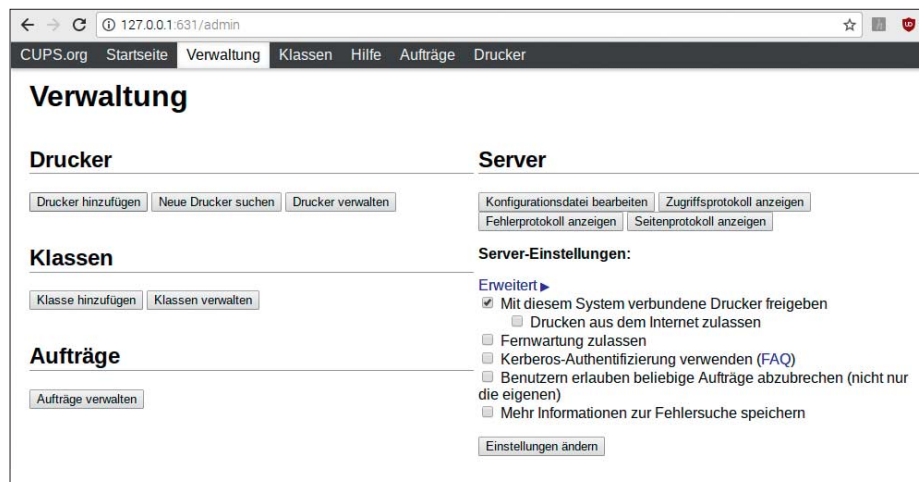 127.0.0.1:631/admin
CUPS.org Startseite Verwaltung Klassen Hilfe Aufträge Drucker
Verwaltung
Drucker
Drucker hinzufügen Neue Drucker suchen Drucker verwalten
Klassen
Klasse hinzufügen Klassen verwalten
Aufträge
Aufträge verwalten
Server
Konfigurationsdatei bearbeiten Zugriffsprotokoll anzeigen
Fehlerprotokoll anzeigen Seitenprotokoll anzeigen
Server-Einstellungen:
Erweitert ▶
Mit diesem System verbundene Drucker freigeben
Drucken aus dem Internet zulassen
Fernwartung zulassen
Kerberos-Authentifizierung verwenden (FAQ)
Benutzern erlauben beliebige Aufträge abzubrechen (nicht nur
die eigenen)
Mehr Informationen zur Fehlersuche speichern
Einstellungen ändern